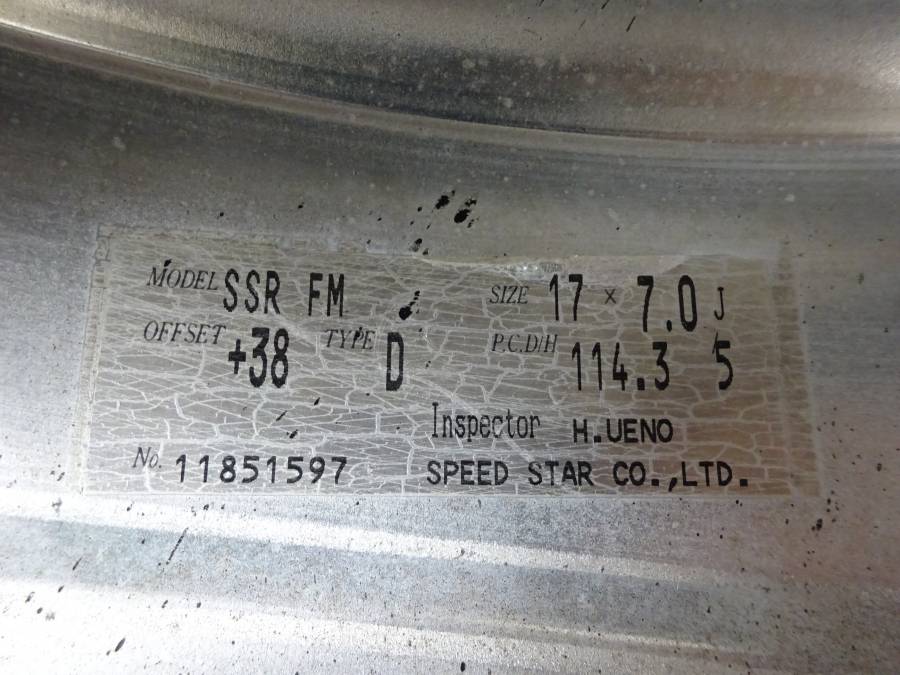 MODEL SSR FM SIZE 17 × 7.0 J
OFFSET +38 TYPE D P.C.D/H 114.3 5
Inspector H.UENO
No. 11851597 SPEED STAR CO.,LTD.